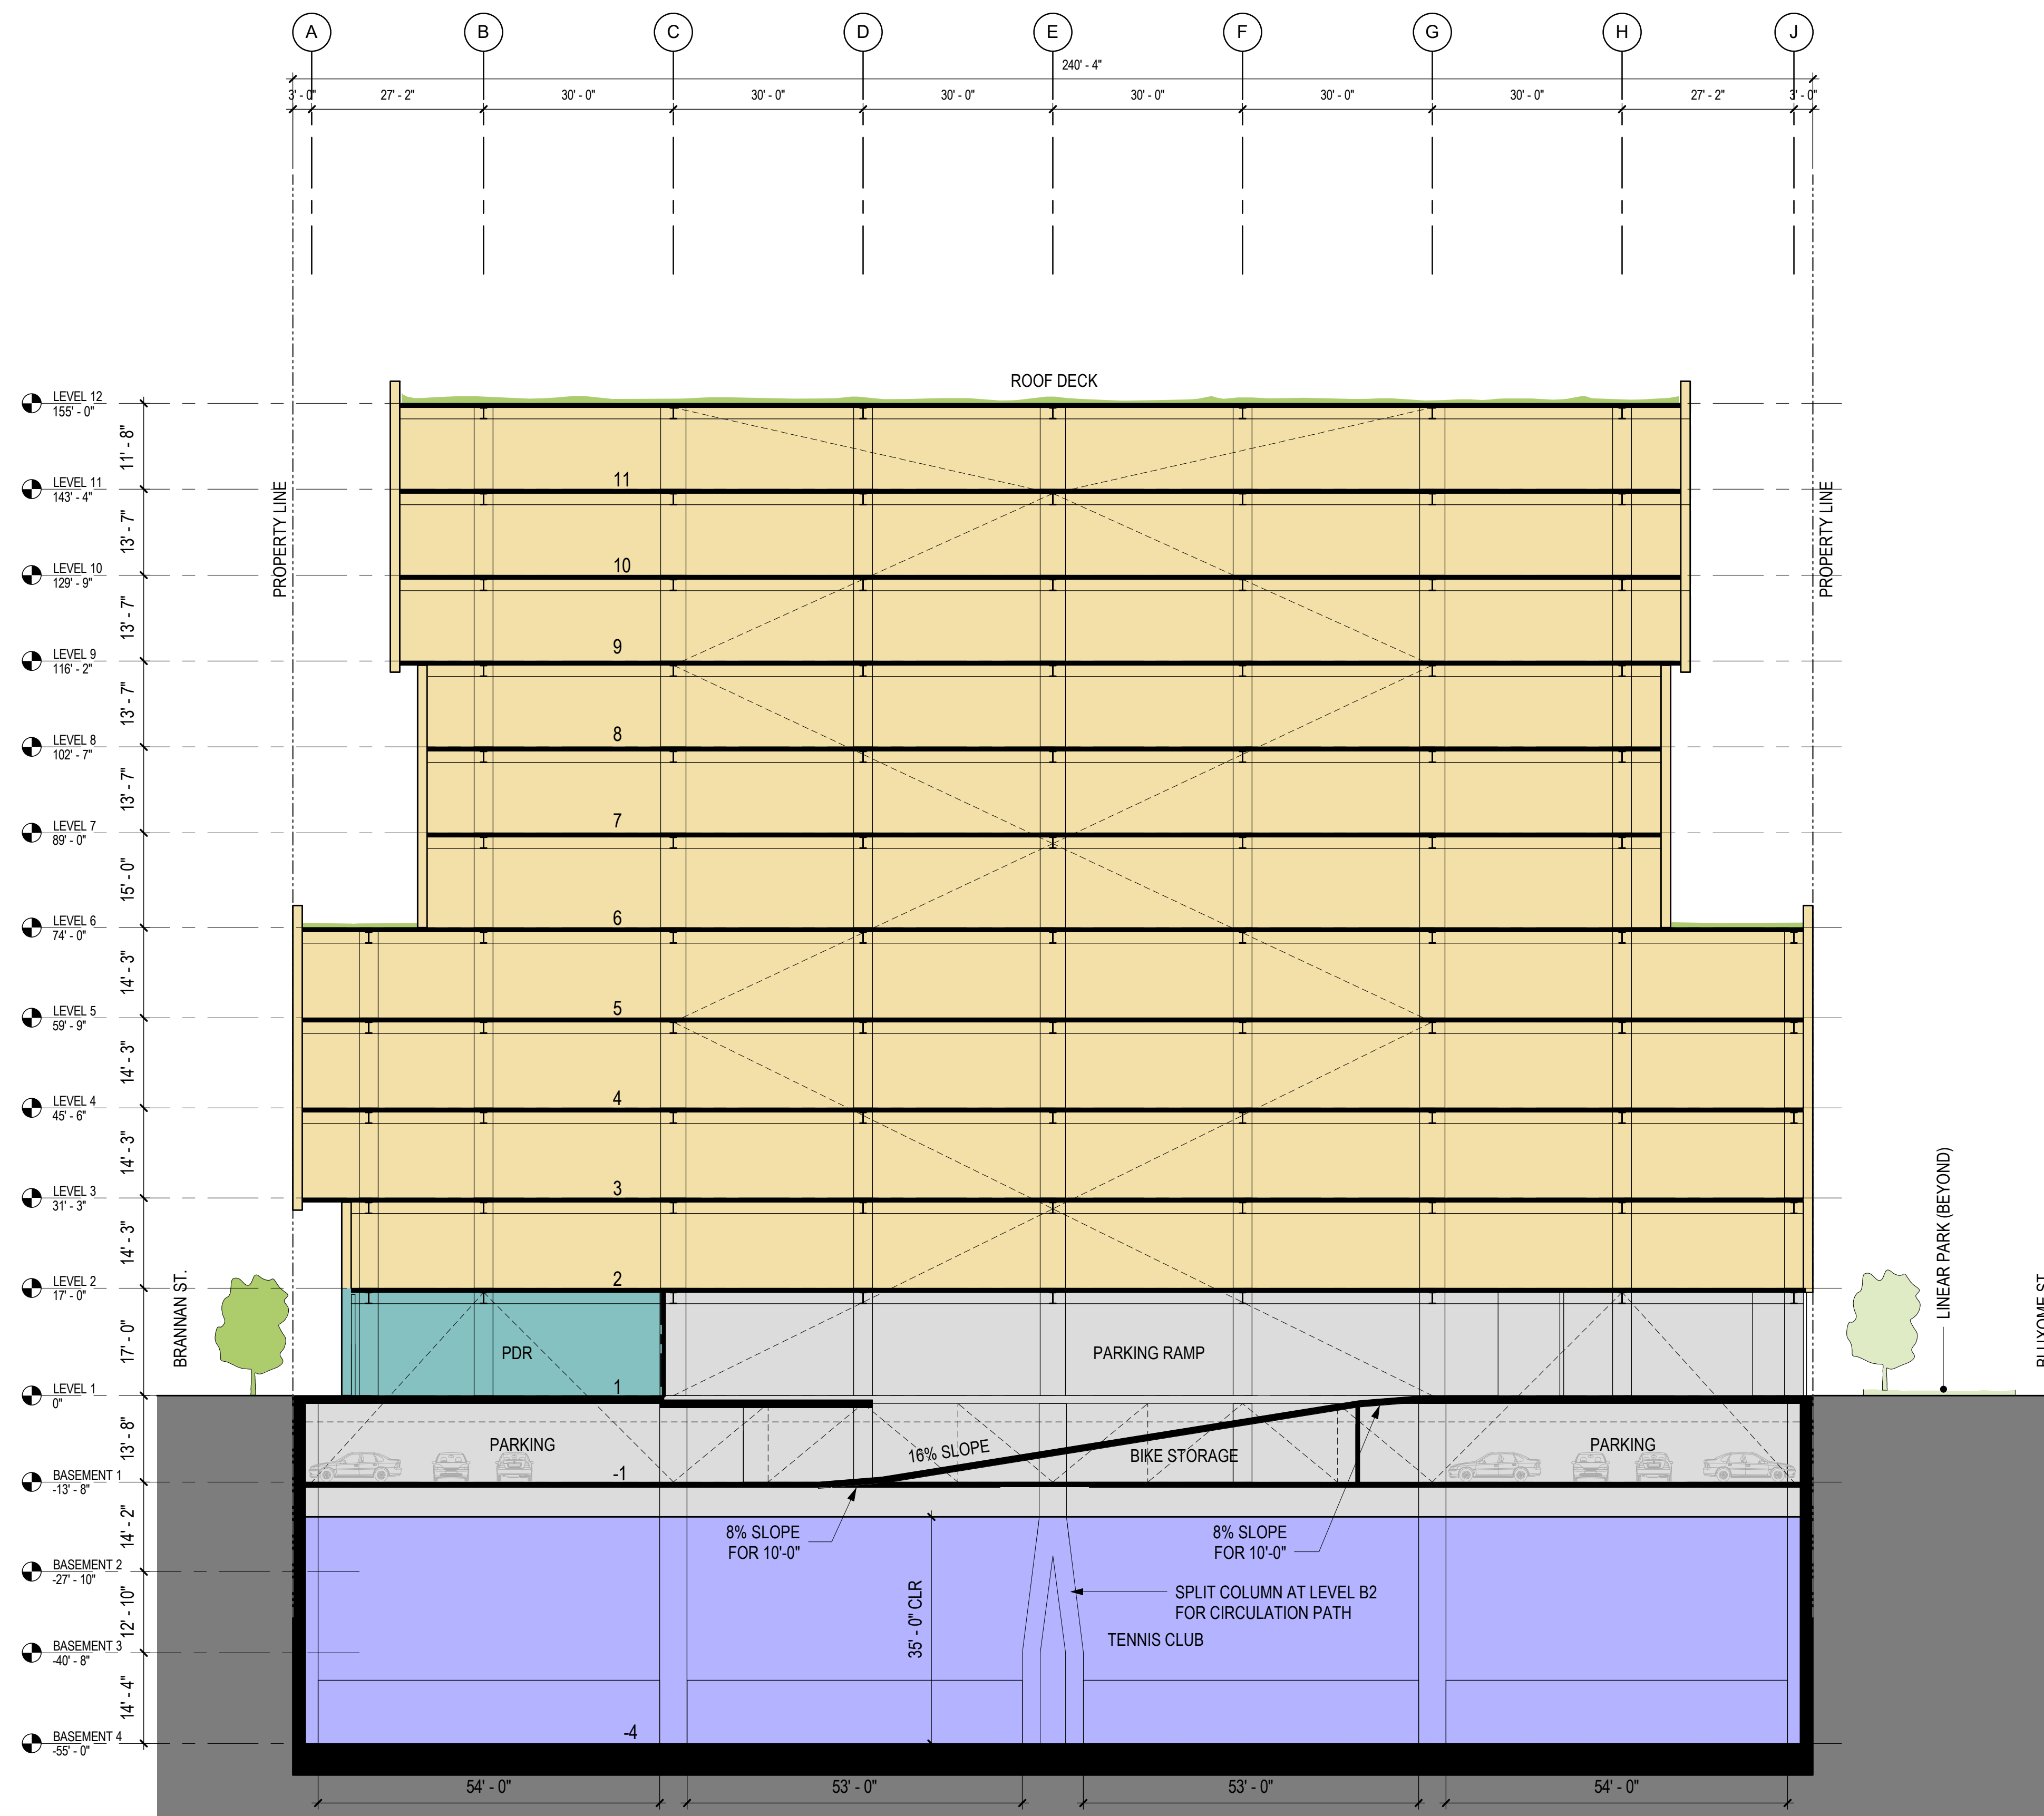 A B C D E F G H J
240' - 4"
3' - 0" 27' - 2" 30' - 0" 30' - 0" 30' - 0" 30' - 0" 30' - 0" 30' - 0" 27' - 2" 3' - 0"
ROOF DECK
LEVEL 12
155' - 0"
11' - 8"
11
LEVEL 11
143' - 4"
PROPERTY LINE
PROPERTY LINE
13' - 7"
10
LEVEL 10
129' - 9"
13' - 7"
9
LEVEL 9
116' - 2"
13' - 7"
8
LEVEL 8
102' - 7"
13' - 7"
7
LEVEL 7
89' - 0"
15' - 0"
6
LEVEL 6
74' - 0"
14' - 3"
5
LEVEL 5
59' - 9"
14' - 3"
4
LEVEL 4
45' - 6"
14' - 3"
3
LEVEL 3
31' - 3"
14' - 3"
2
LEVEL 2
17' - 0"
BRANNAN ST.
LINEAR PARK (BEYOND)
17' - 0"
PDR
PARKING RAMP
1
LEVEL 1
0"
13' - 8"
PARKING
16% SLOPE
BIKE STORAGE
PARKING
-1
BASEMENT 1
-13' - 8"
14' - 2"
8% SLOPE
FOR 10'-0"
8% SLOPE
FOR 10'-0"
BASEMENT 2
-27' - 10"
12' - 10"
35' - 0" CLR
SPLIT COLUMN AT LEVEL B2
FOR CIRCULATION PATH
TENNIS CLUB
BASEMENT 3
-40' - 8"
14' - 4"
-4
BASEMENT 4
-55' - 0"
54' - 0" 53' - 0" 53' - 0" 54' - 0"